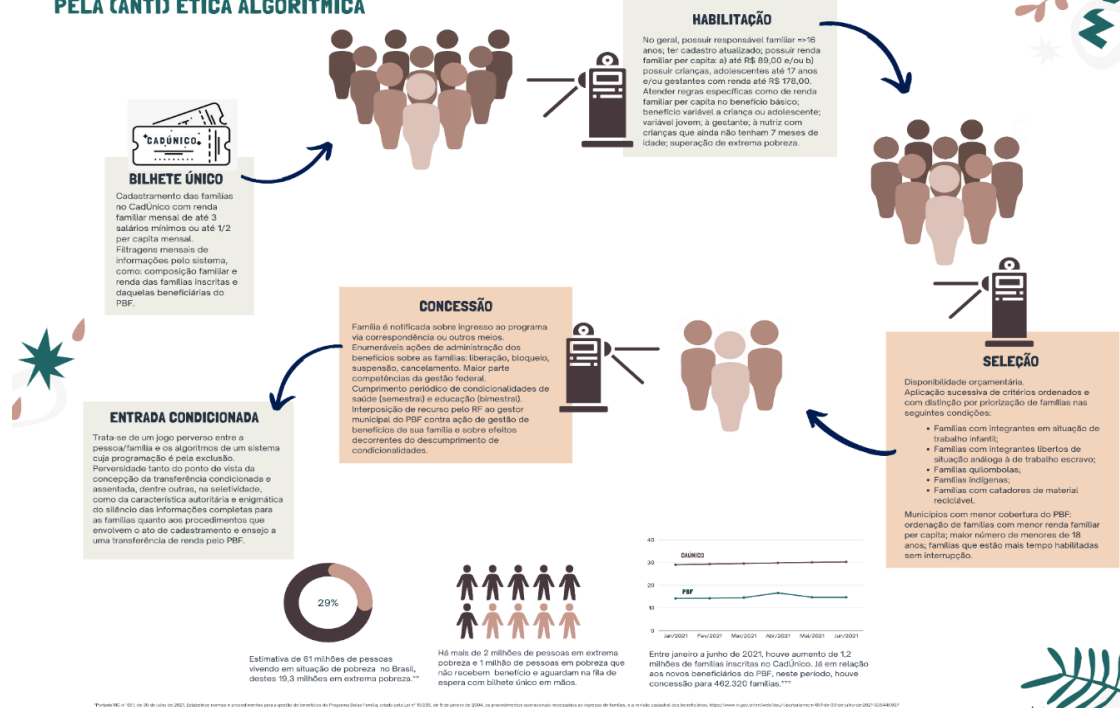 PELA (ANTI) ÉTICA ALGORÍTMICA
CADÚNICO
BILHETE ÚNICO
Cadastramento das famílias
no CadÚnico com renda
familiar mensal de até 3
salários mínimos ou até 1/2
per capita mensal.
Filtragens mensais de
informações pelo sistema,
como: composição familiar e
renda das famílias inscritas e
daquelas beneficiárias do
PBF.
HABILITAÇÃO
No geral, possuir responsável familiar =>16
anos; ter cadastro atualizado; possuir renda
familiar per capita: a) até R$ 89,00 e/ou b)
possuir crianças, adolescentes até 17 anos
e/ou gestantes com renda até R$ 178,00.
Atender regras específicas como de renda
familiar per capita no benefício básico;
benefício variável a criança ou adolescente;
variável jovem; à gestante; à nutriz com
crianças que ainda não tenham 7 meses de
idade; superação de extrema pobreza.
SELEÇÃO
Disponibilidade orçamentária.
Aplicação sucessiva de critérios ordenados e
com distinção por priorização de famílias nas
seguintes condições:
• Famílias com integrantes em situação de
trabalho infantil;
• Famílias com integrantes libertos de
situação análoga à de trabalho escravo;
• Famílias quilombolas;
• Famílias indígenas;
• Famílias com catadores de material
reciclável.
Municípios com menor cobertura do PBF:
ordenação de famílias com menor renda familiar
per capita; maior número de menores de 18
anos; famílias que estão mais tempo habilitadas
sem interrupção.
CONCESSÃO
Família é notificada sobre ingresso ao programa
via correspondência ou outros meios.
Enumeráveis ações de administração dos
benefícios sobre as famílias: liberação, bloqueio,
suspensão, cancelamento. Maior parte
competências da gestão federal.
Cumprimento periódico de condicionalidades de
saúde (semestral) e educação (bimestral).
Interposição de recurso pelo RF ao gestor
municipal do PBF contra ação de gestão de
benefícios de sua família e sobre efeitos
decorrentes do descumprimento de
condicionalidades.
ENTRADA CONDICIONADA
Trata-se de um jogo perverso entre a
pessoa/família e os algoritmos de um sistema
cuja programação é pela exclusão.
Perversidade tanto do ponto de vista da
concepção da transferência condicionada e
assentada, dentre outras, na seletividade,
como da característica autoritária e enigmática
do silêncio das informações completas para
as famílias quanto aos procedimentos que
envolvem o ato de cadastramento e ensejo a
uma transferência de renda pelo PBF.
29%
Estimativa de 61 milhões de pessoas
vivendo em situação de pobreza no Brasil,
destes 19,3 milhões em extrema pobreza.**
Há mais de 2 milhões de pessoas em extrema
pobreza e 1 milhão de pessoas em pobreza que
não recebem benefício e aguardam na fila de
espera com bilhete único em mãos.
40
30
20
10
0
CAÚNICO
PBF
Jan/2021 Fev/2021 Mar/2021 Abr/2021 Mai/2021 Jun/2021
Entre janeiro a junho de 2021, houve aumento de 1,2
milhões de famílias inscritas no CadÚnico. Já em relação
aos novos beneficiários do PBF, neste período, houve
concessão para 462.320 famílias.***